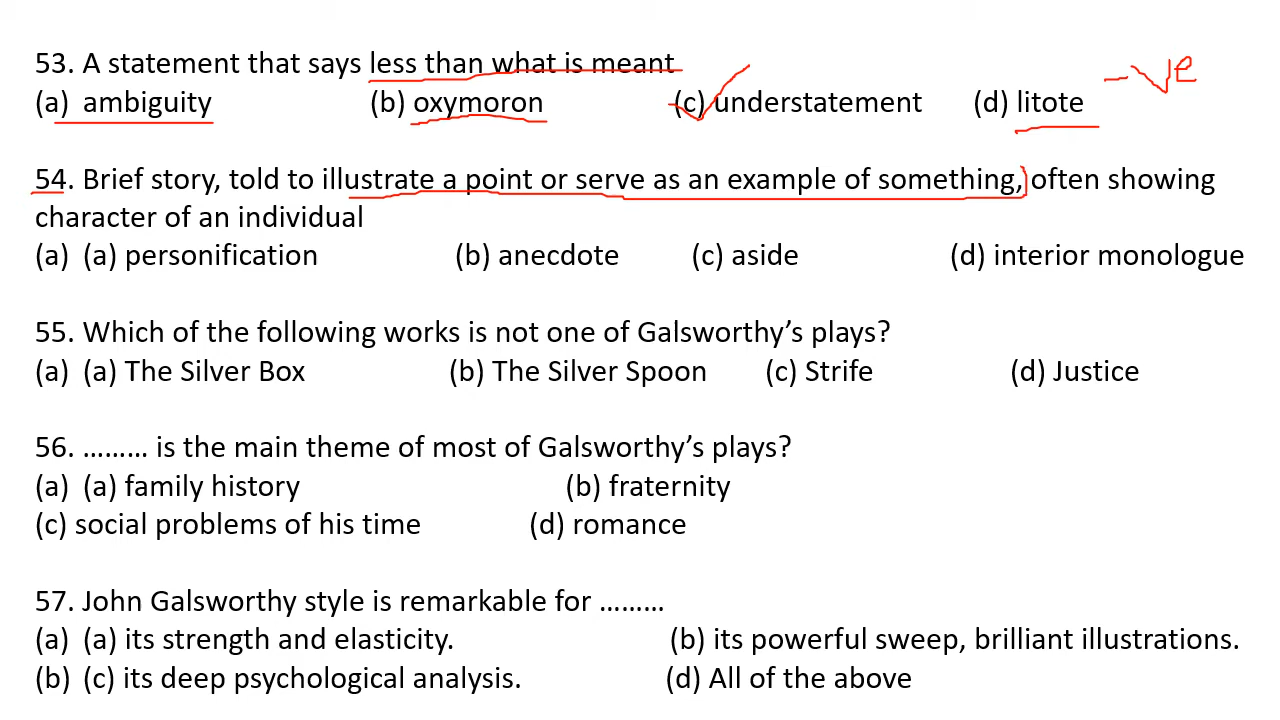 53. A statement that says less than what is meant
(a) ambiguity (b) oxymoron (c) understatement (d) litote -ve
54. Brief story, told to illustrate a point or serve as an example of something, often showing
character of an individual
(a) (a) personification (b) anecdote (c) aside (d) interior monologue
55. Which of the following works is not one of Galsworthy’s plays?
(a) (a) The Silver Box (b) The Silver Spoon (c) Strife (d) Justice
56. ……… is the main theme of most of Galsworthy’s plays?
(a) (a) family history (b) fraternity
(c) social problems of his time (d) romance
57. John Galsworthy style is remarkable for ………
(a) (a) its strength and elasticity. (b) its powerful sweep, brilliant illustrations.
(b) (c) its deep psychological analysis. (d) All of the above